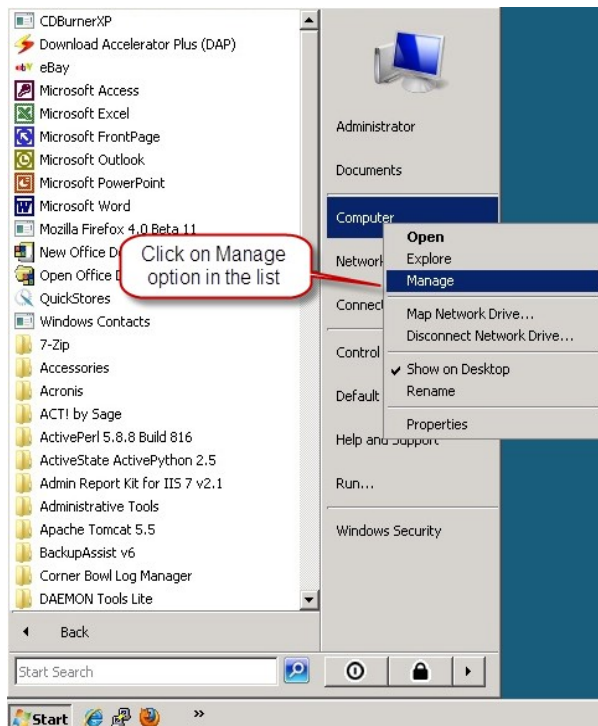 CDBurnerXP
Download Accelerator Plus (DAP)
eBay
Microsoft Access
Microsoft Excel
Microsoft FrontPage
Microsoft Outlook
Microsoft PowerPoint
Microsoft Word
Mozilla Firefox 4.0 Beta 11
New Office D
Open Office D
QuickStores
Windows Contacts
7-Zip
Accessories
Acronis
ACT! by Sage
ActivePerl 5.8.8 Build 816
ActiveState ActivePython 2.5
Admin Report Kit for IIS 7 v2.1
Administrative Tools
Apache Tomcat 5.5
BackupAssist v6
Corner Bowl Log Manager
DAEMON Tools Lite
Back
Start Search
Start
»
Click on Manage
option in the list
Administrator
Documents
Computer
Network
Connect
Control
Default
Help and Support
Run...
Windows Security
Open
Explore
Manage
Map Network Drive...
Disconnect Network Drive...
Show on Desktop
Rename
Properties